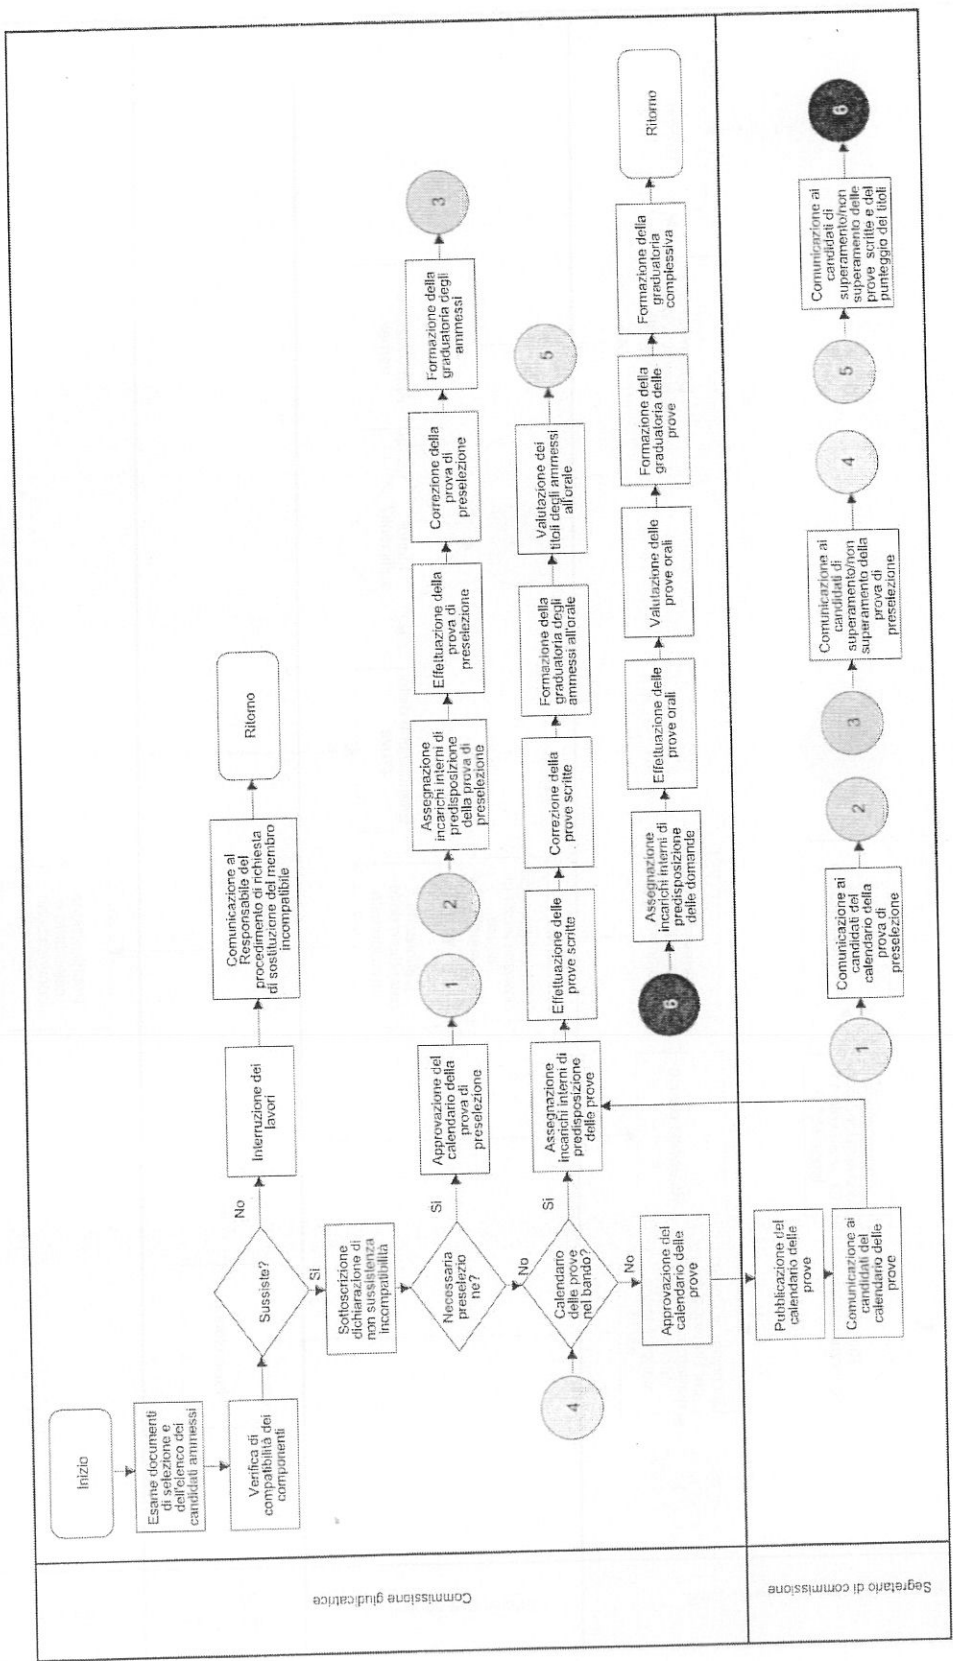 Commissione giudicatrice
Inizio
Esame documenti
di selezione e
dell'elenco dei
candidati ammessi
Verifica di
compatibilità dei
componenti
Sussiste?
No
Interruzione dei
lavori
Comunicazione al
Responsabile del
procedimento di richiesta
di sostituzione del membro
incompatibile
Ritorno
Si
Sottoscrizione
dichiarazione di
non sussistenza
incompatibilità
Necessaria
preselezio
ne?
Si
Approvazione del
calendario della
prova di
preselezione
1
2
Assegnazione
incarichi interni di
predisposizione
della prova di
preselezione
Effettuazione della
prova di
preselezione
Correzione della
prova di
preselezione
Formazione della
graduatoria degli
ammessi
3
No
4
Calendario
delle prove
nel bando?
Si
Assegnazione
incarichi interni di
predisposizione
delle prove
Effettuazione delle
prove scritte
Correzione della
prove scritte
Formazione della
graduatoria degli
ammessi all'orale
Valutazione dei
titoli degli ammessi
all'orale
5
No
Approvazione del
calendario delle
prove
6
Assegnazione
incarichi interni di
predisposizione
delle domande
Effettuazione delle
prove orali
Valutazione delle
prove orali
Formazione della
graduatoria delle
prove
Formazione della
graduatoria
complessiva
Ritorno
Segretario di commissione
Pubblicazione del
calendario delle
prove
Comunicazione ai
candidati del
calendario delle
prove
1
Comunicazione ai
candidati del
calendario della
prova di
preselezione
2
3
Comunicazione ai
candidati di
superamento/non
superamento della
prova di
preselezione
4
5
Comunicazione ai
candidati di
superamento/non
superamento delle
prove scritte e del
punteggio dei titoli
6